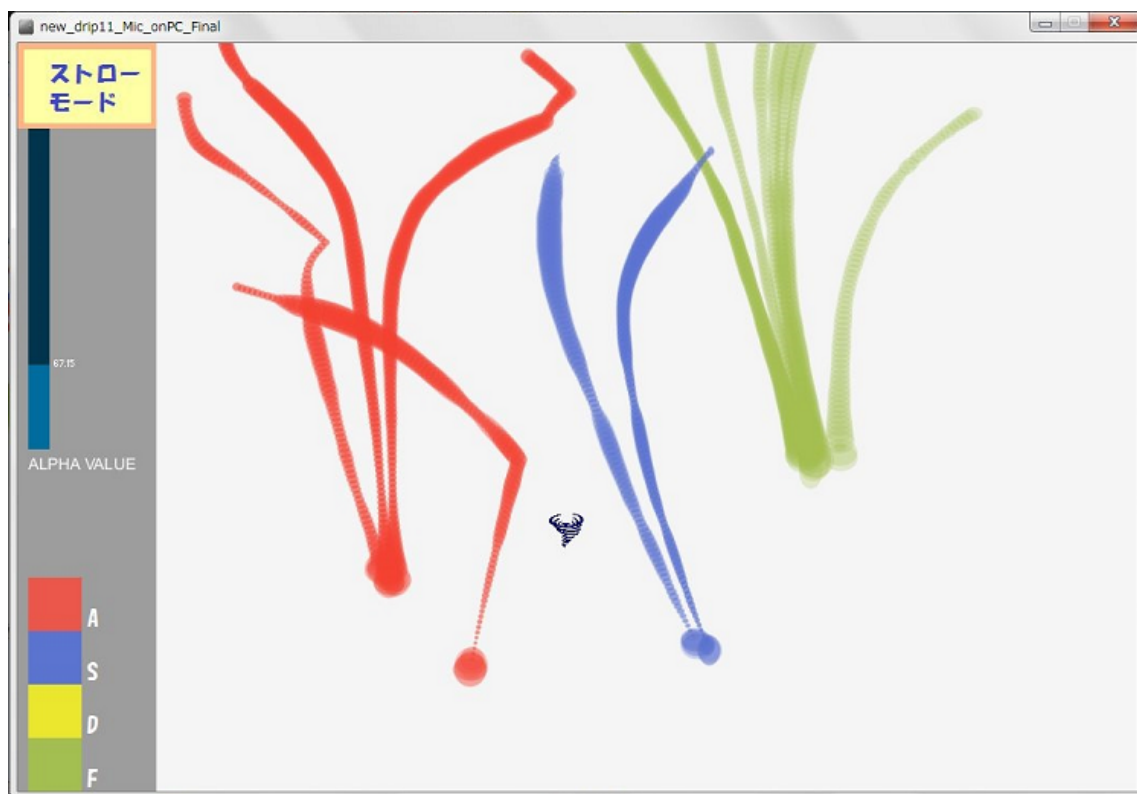 new_drip11_Mic_onPC_Final
ストロー
モード
67.15
ALPHA VALUE
A
S
D
F